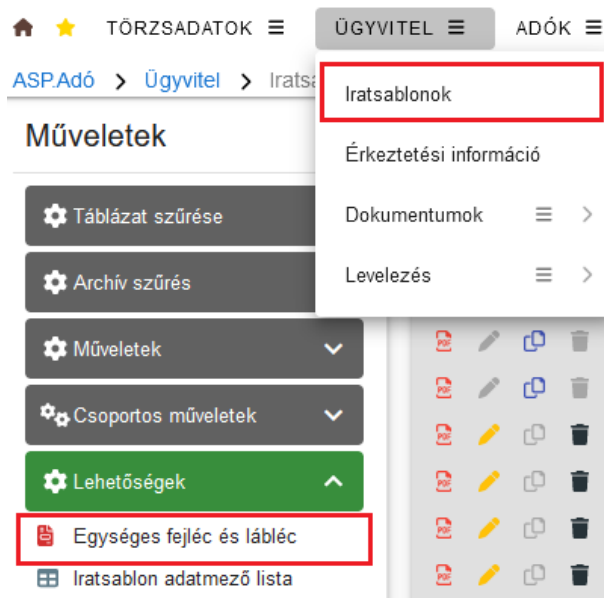 TÖRZSADATOK ÜGYVITEL ADÓK
ASP.Adó > Ügyvitel >
Iratsablonok
Műveletek
Érkeztetési információ
Táblázat szűrése
Dokumentumok
Archív szűrés
Levelezés
Műveletek
Csoportos műveletek
Lehetőségek
Egységes fejléc és lábléc
Iratsablon adatmező lista